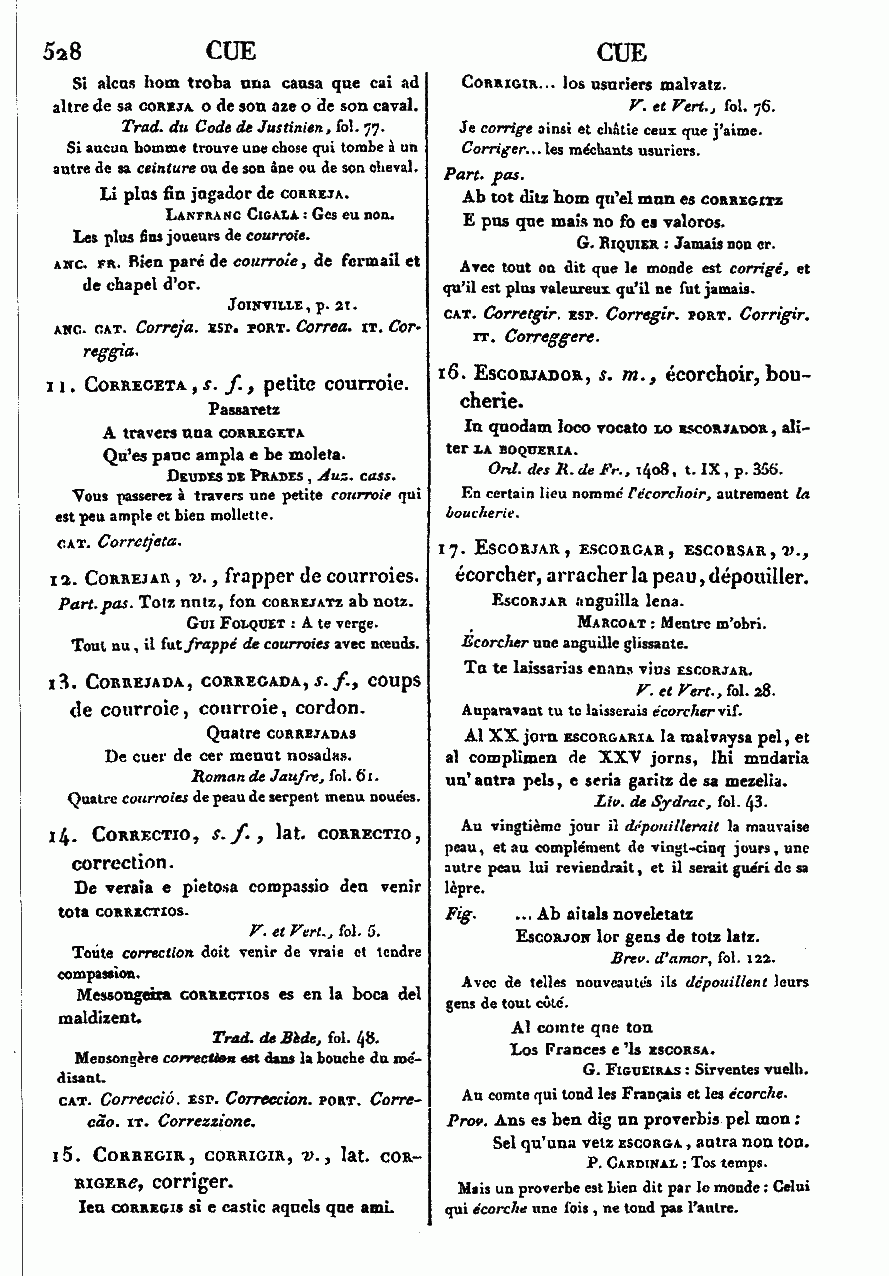 528 CUE CUE
Si alcus hom troba una causa que cai ad
altre de sa correja o de son aze o de son caval.
Trad. du Code de Justinien, fol. 77.
Si aucun homme trouve une chose qui tombe à un
autre de sa ceinture ou de son âne ou de son cheval.
Li plus fin jogador de correja.
Lanfranc Cigala : Ges eu non.
Les plus fins joueurs de courroie.
anc. fr. Bien paré de courroie, de fermail et
de chapel d'or.
Joinville, p. 21.
anc. cat. Correja. esp. port. Correa. it. Cor-
reggia.
11. Corregeta, s. f., petite courroie.
Passaretz
A travers una corregeta
Qu'es pauc ampla e be moleta.
Deudes de Prades, Auz. cass.
Vous passerez à travers une petite courroie qui
est peu ample et bien mollette.
cat. Corretjeta.
12. Correjar, v., frapper de courroies.
Part. pas. Totz nutz, fon correjatz ab notz.
Gui Folquet : A te verge.
Tout nu, il fut frappé de courroies avec nœuds.
13. Correjada, corregada, s. f., coups
de courroie, courroie, cordon.
Quatre correjadas
De cuer de cer menut nosadas.
Roman de Jaufre, fol. 61.
Quatre courroies de peau de serpent menu nouées.
14. Correctio, s. f., lat. correctio,
correction.
De veraia e pietosa compassio deu venir
tota correctios.
V. et Vert., fol. 5.
Toute correction doit venir de vraie et tendre
compassion.
Messongeira correctios es en la boca del
maldizent.
Trad. de Bède, fol. 48.
Mensongère correction est dans la bouche du mé-
disant.
cat. Correcció. esp. Correccion. port. Corre-
cão. it. Correzzione.
15. Corregir, corrigir, v., lat. cor-
rigere, corriger.
Ieu corregis si e castic aquels que ami.
Corrigir... los usuriers malvatz.
V. et Vert., fol. 76.
Je corrige ainsi et châtie ceux que j'aime.
Corriger... les méchants usuriers.
Part. pas.
Ab tot ditz hom qu'el mun es corregitz
E pus que mais no fo es valoros.
G. Riquier : Jamais non er.
Avec tout on dit que le monde est corrigé, et
qu'il est plus valeureux qu'il ne fut jamais.
cat. Corretgir. esp. Corregir. port. Corrigir.
it. Correggere.
16. Escorjador, s. m., écorchoir, bou-
cherie.
In quodam loco vocato lo escorjador, ali-
ter la boqueria.
Ord. des R. de Fr., 1408, t. IX, p. 356.
En certain lieu nommé l'écorchoir, autrement la
boucherie.
17. Escorjar, escorgar, escorsar, v.,
écorcher, arracher la peau, dépouiller.
Escorjar anguilla lena.
Marcoat : Mentre m'obri.
Écorcher une anguille glissante.
Tu te laissarias enans vius escorjar.
V. et Vert., fol. 28.
Auparavant tu te laisserais écorcher vif.
Al XX jorn escorgaria la malvaysa pel, et
al complimen de XXV jorns, lhi mudaria
un'autra pels, e seria garitz de sa mezelia.
Liv. de Sydrac, fol. 43.
Au vingtième jour il dépouillerait la mauvaise
peau, et au complément de vingt-cinq jours, une
autre peau lui reviendrait, et il serait guéri de sa
lèpre.
Fig. ... Ab aitals noveletatz
Escorjon lor gens de totz latz.
Brev. d'amor, fol. 122.
Avec de telles nouveautés ils dépouillent leurs
gens de tout côté.
Al comte que ton
Los Frances e'ls escorsa.
G. Figueiras : Sirventes vuelh.
Au comte qui tond les Français et les écorche.
Prov. Ans es ben dig un proverbis pel mon :
Sel qu'una vetz escorga, autra non ton.
P. Cardinal : Tos temps.
Mais un proverbe est bien dit par le monde : Celui
qui écorche une fois, ne tond pas l'autre.